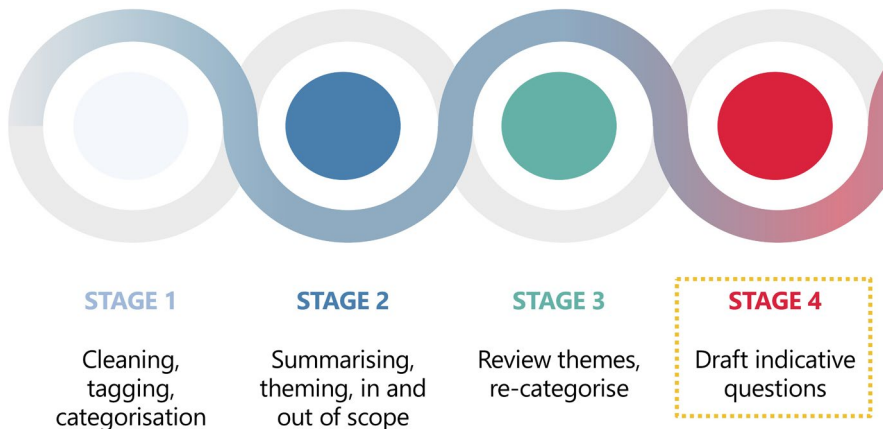 STAGE 1
Cleaning,
tagging,
categorisation
STAGE 2
Summarising,
theming, in and
out of scope
STAGE 3
Review themes,
re-categorise
STAGE 4
Draft indicative
questions